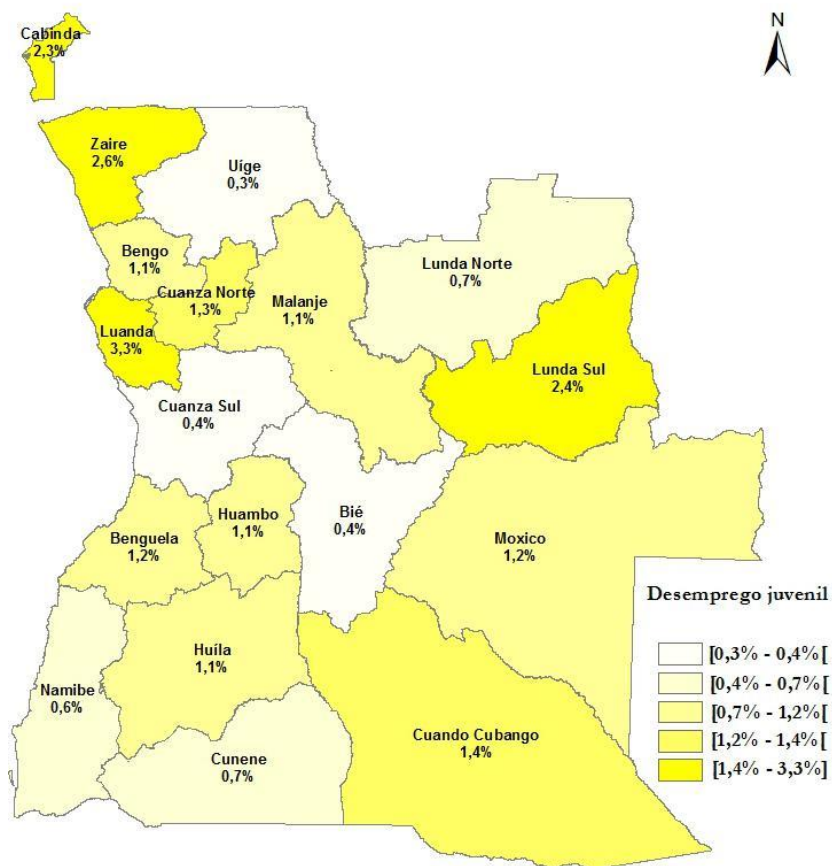 N
Cabinda
2,3%
Zaire
2,6%
Uíge
0,3%
Bengo
1,1%
Cuanza Norte
1,3%
Malanje
1,1%
Lunda Norte
0,7%
Luanda
3,3%
Lunda Sul
2,4%
Cuanza Sul
0,4%
Bié
0,4%
Huambo
1,1%
Benguela
1,2%
Moxico
1,2%
Huíla
1,1%
Namibe
0,6%
Cunene
0,7%
Cuando Cubango
1,4%
Desemprego juvenil
[0,3% - 0,4%[
[0,4% - 0,7%[
[0,7% - 1,2%[
[1,2% - 1,4%[
[1,4% - 3,3%]